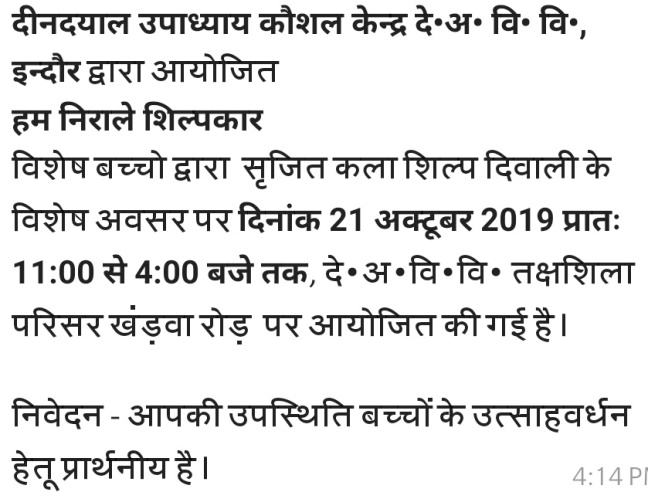 दीनदयाल उपाध्याय कौशल केन्द्र दे•अ• वि• वि•,
इन्दौर द्वारा आयोजित
हम निराले शिल्पकार
विशेष बच्चो द्वारा सृजित कला शिल्प दिवाली के
विशेष अवसर पर दिनांक 21 अक्टूबर 2019 प्रातः
11:00 से 4:00 बजे तक, दे•अ•वि•वि• तक्षशिला
परिसर खंड़वा रोड़ पर आयोजित की गई है।
निवेदन - आपकी उपस्थिति बच्चों के उत्साहवर्धन
हेतू प्रार्थनीय है।
4:14 PM